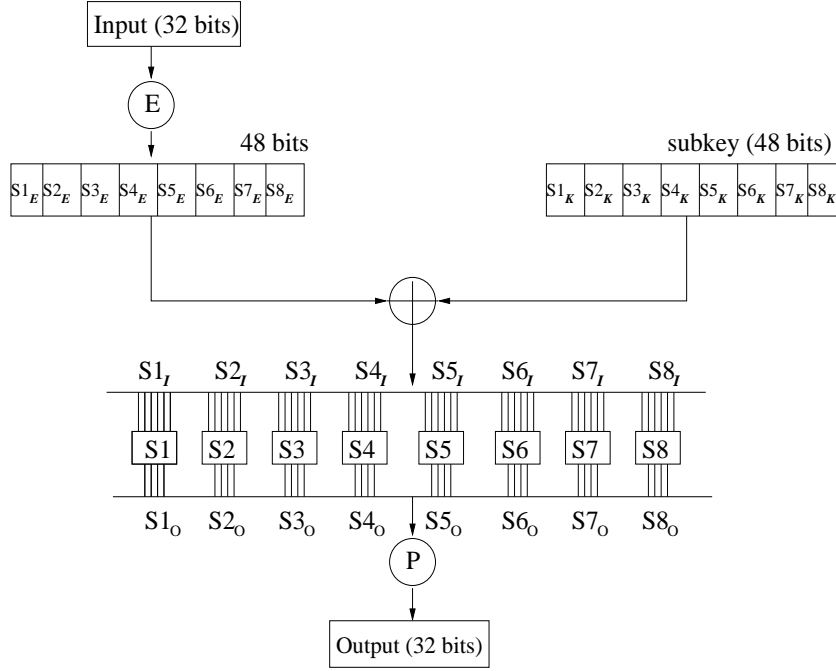 Input (32 bits)
E
48 bits
subkey (48 bits)
S1E S2E S3E S4E S5E S6E S7E S8E
S1K S2K S3K S4K S5K S6K S7K S8K
S1I S2I S3I S4I S5I S6I S7I S8I
S1 S2 S3 S4 S5 S6 S7 S8
S1O S2O S3O S4O S5O S6O S7O S8O
P
Output (32 bits)